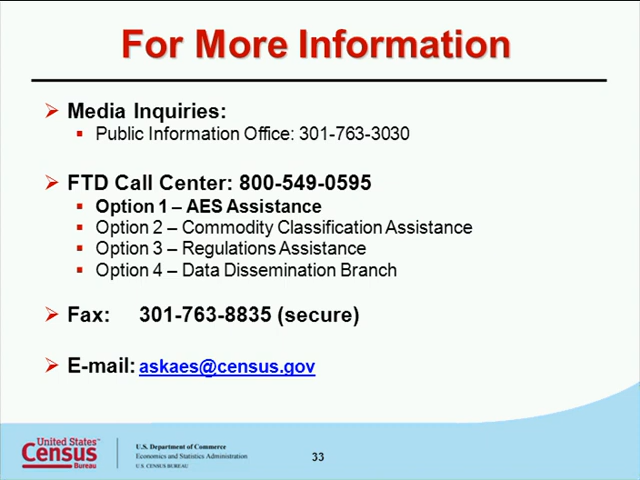 For More Information
Media Inquiries:
Public Information Office: 301-763-3030
FTD Call Center: 800-549-0595
Option 1 – AES Assistance
Option 2 – Commodity Classification Assistance
Option 3 – Regulations Assistance
Option 4 – Data Dissemination Branch
Fax: 301-763-8835 (secure)
E-mail: askaes@census.gov
United States™
Census
Bureau
U.S. Department of Commerce
Economics and Statistics Administration
U.S. CENSUS BUREAU
33